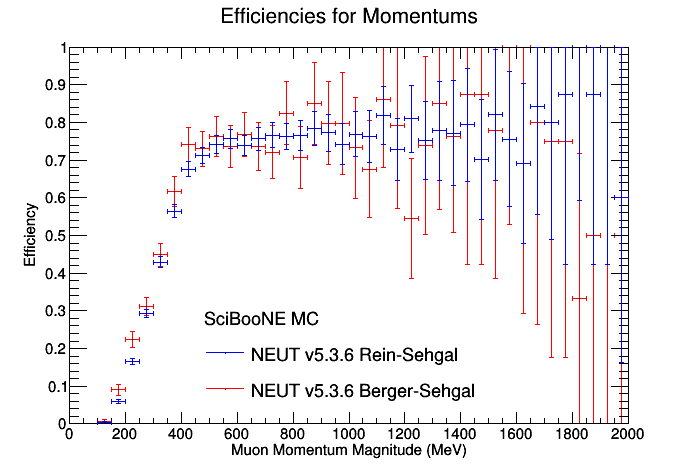 Efficiencies for Momentums
1
0.9
0.8
0.7
0.6
0.5
0.4
0.3
0.2
0.1
0
Efficiency
SciBooNE MC
NEUT v5.3.6 Rein-Sehgal
NEUT v5.3.6 Berger-Sehgal
0 200 400 600 800 1000 1200 1400 1600 1800 2000
Muon Momentum Magnitude (MeV)